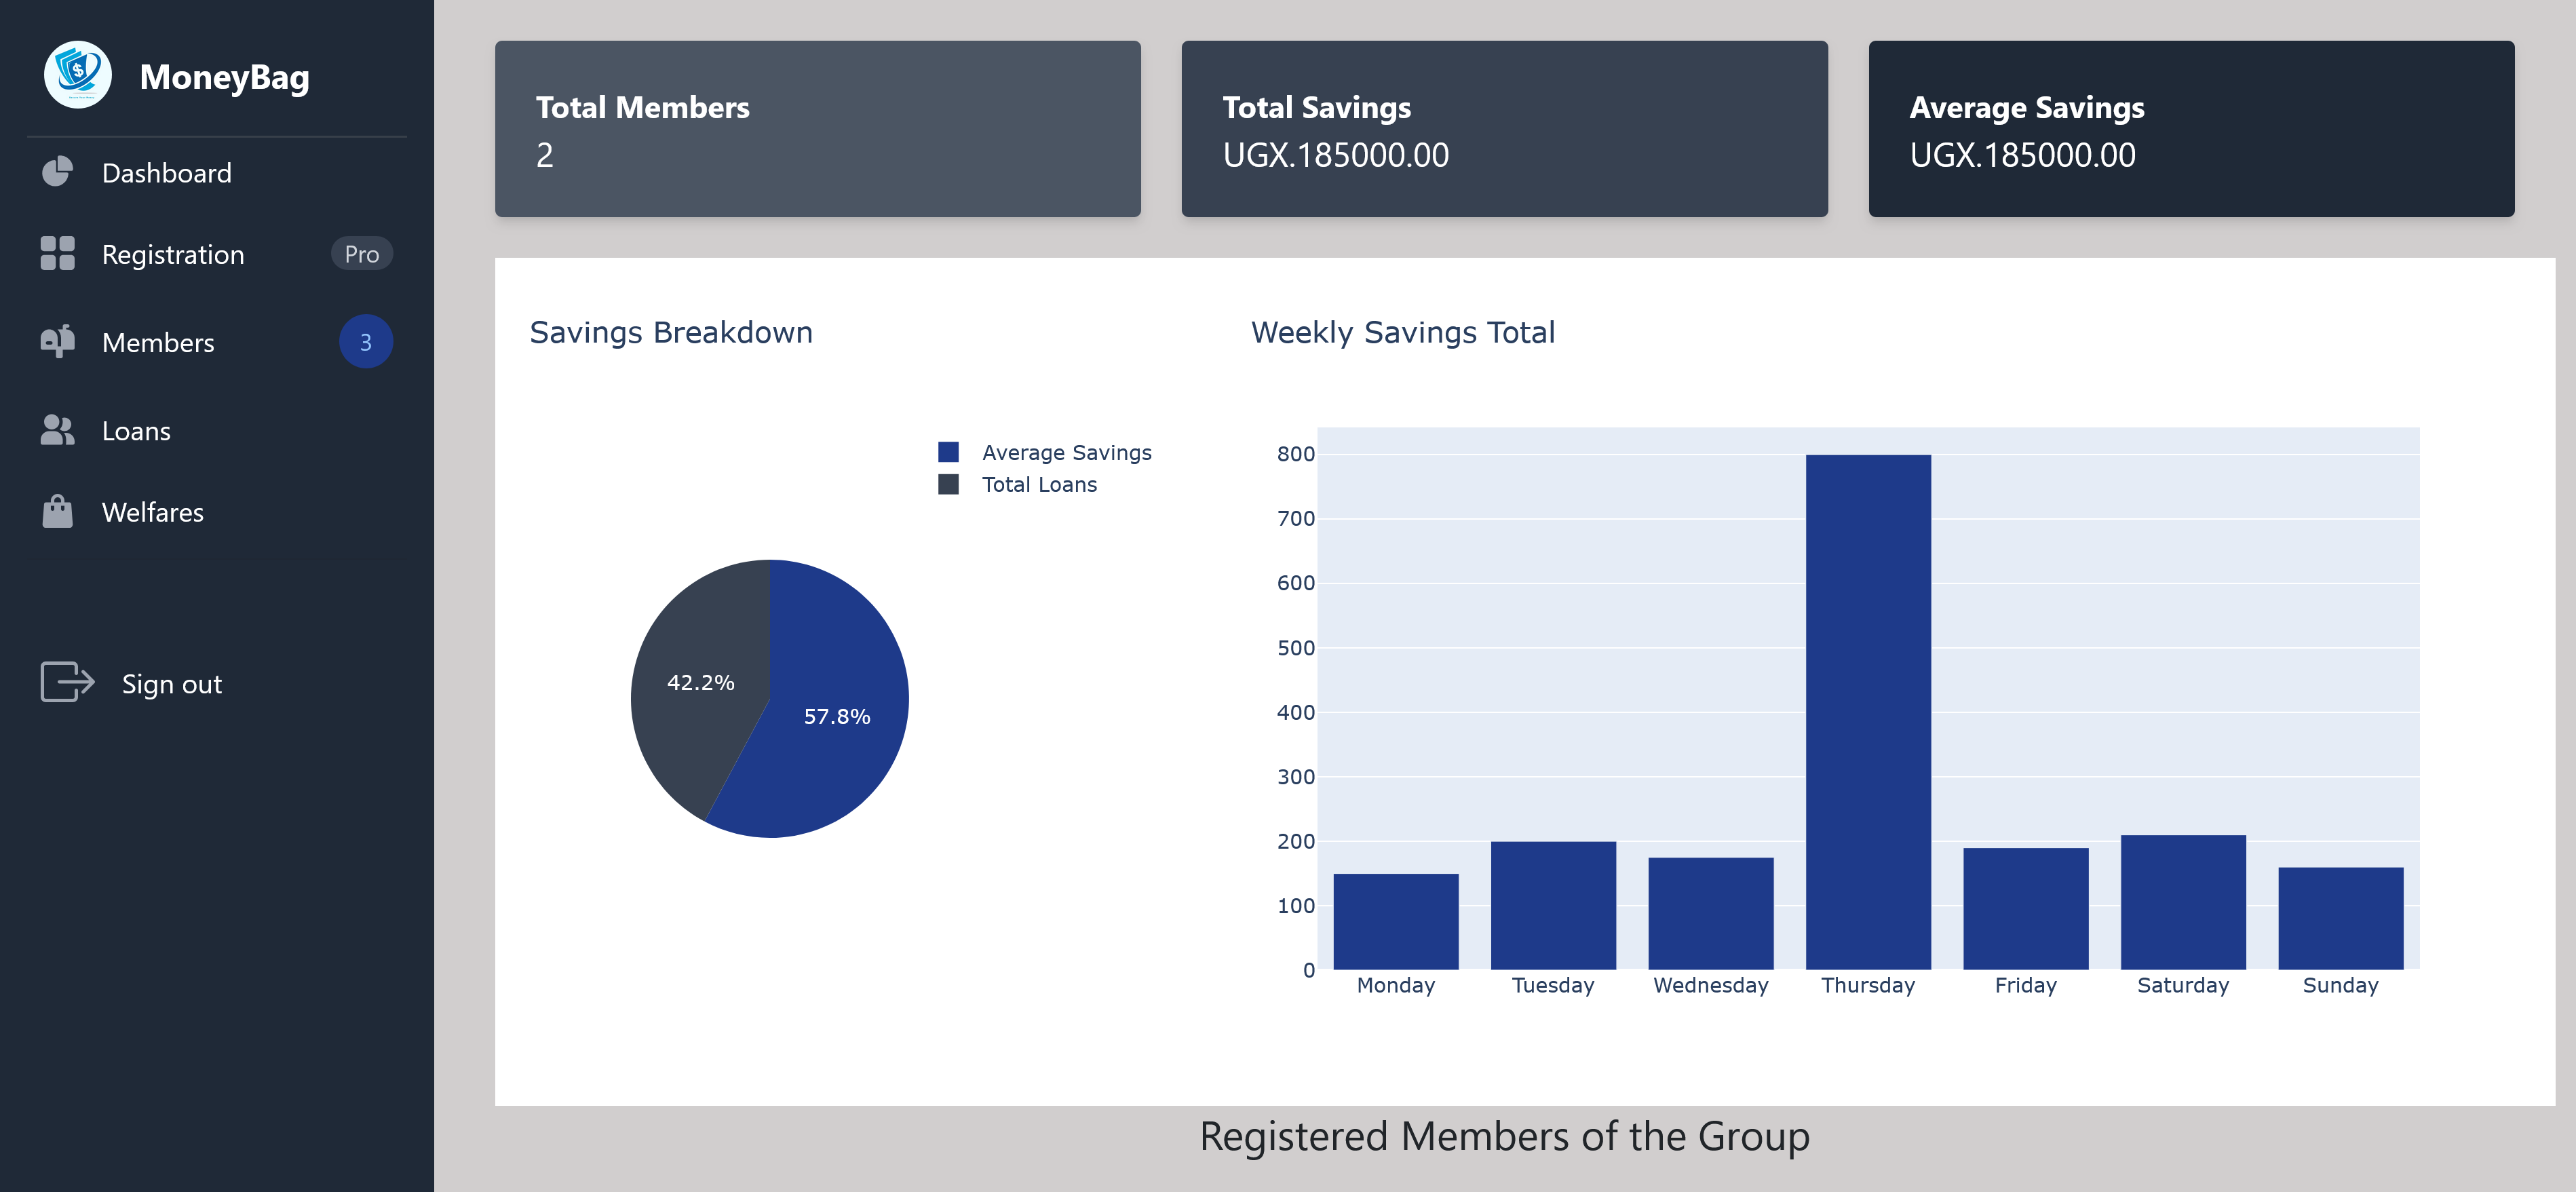 MoneyBag
Dashboard
Registration Pro
Members 3
Loans
Welfares
Sign out
Total Members
2
Total Savings
UGX.185000.00
Average Savings
UGX.185000.00
Savings Breakdown
Average Savings
Total Loans
42.2%
57.8%
Weekly Savings Total
800
700
600
500
400
300
200
100
0
Monday Tuesday Wednesday Thursday Friday Saturday Sunday
Registered Members of the Group